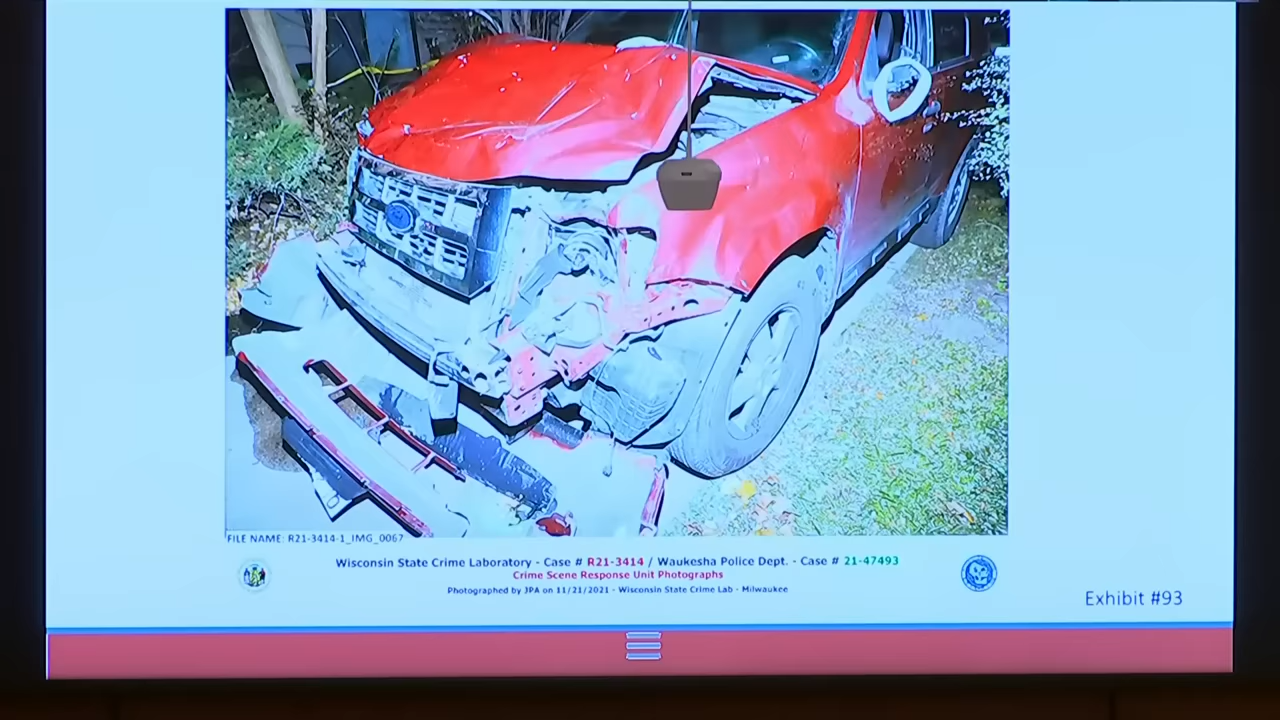 FILE NAME: R21-3414-1_IMG_0067
Wisconsin State Crime Laboratory - Case # R21-3414 / Waukesha Police Dept. - Case # 21-47493
Crime Scene Response Unit Photographs
Photographed by JPA on 11/21/2021 - Wisconsin State Crime Lab - Milwaukee
Exhibit #93